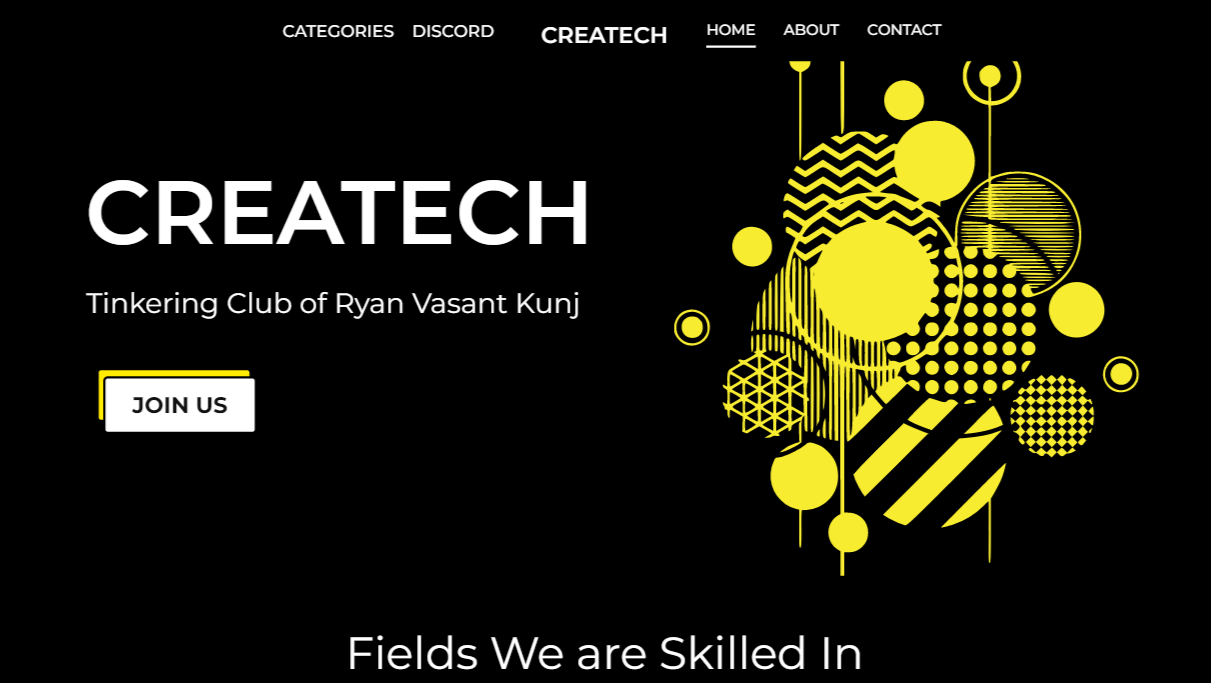 CATEGORIES DISCORD CREATECH HOME ABOUT CONTACT
CREATECH
Tinkering Club of Ryan Vasant Kunj
JOIN US
Fields We are Skilled In